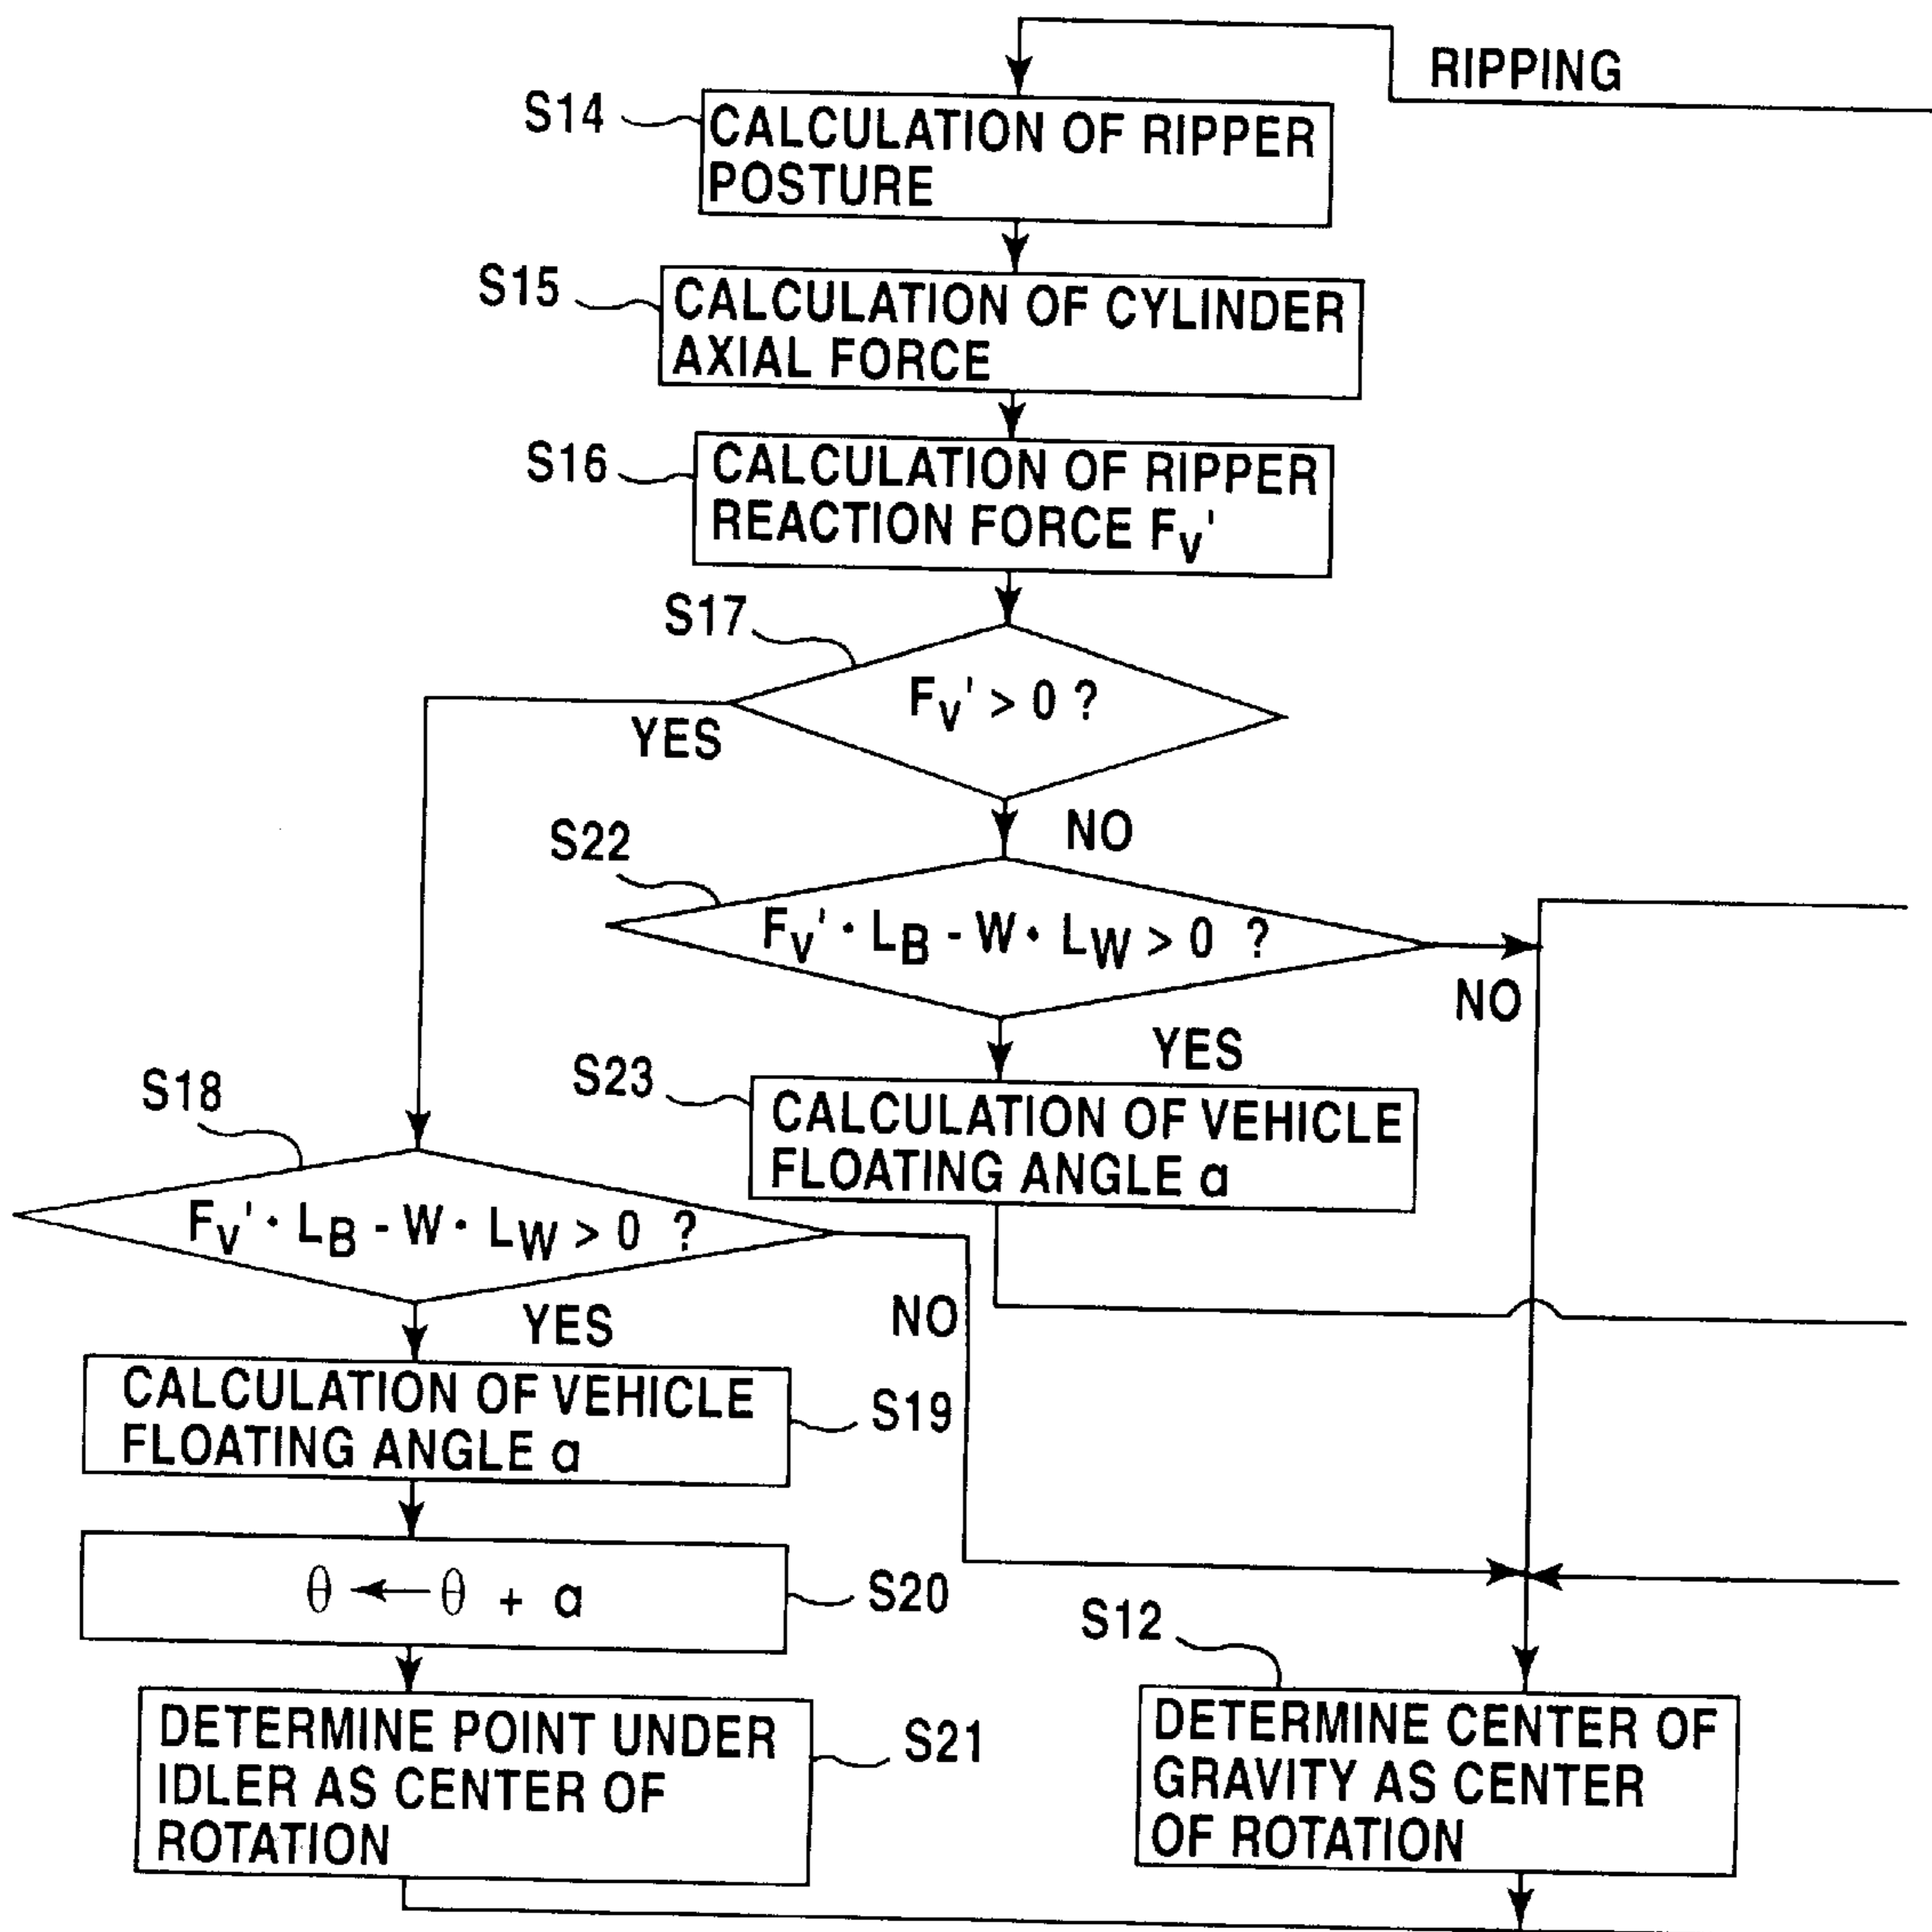 RIPPING
S14
CALCULATION OF RIPPER
POSTURE
S15
CALCULATION OF CYLINDER
AXIAL FORCE
S16
CALCULATION OF RIPPER
REACTION FORCE FV'
S17
FV' > 0 ?
YES
NO
S22
FV' · LB - W · LW > 0 ?
NO
YES
S23
CALCULATION OF VEHICLE
FLOATING ANGLE α
S18
FV' · LB - W · LW > 0 ?
NO
YES
CALCULATION OF VEHICLE
FLOATING ANGLE α
S19
θ ← θ + α
S20
DETERMINE POINT UNDER
IDLER AS CENTER OF
ROTATION
S21
S12
DETERMINE CENTER OF
GRAVITY AS CENTER
OF ROTATION